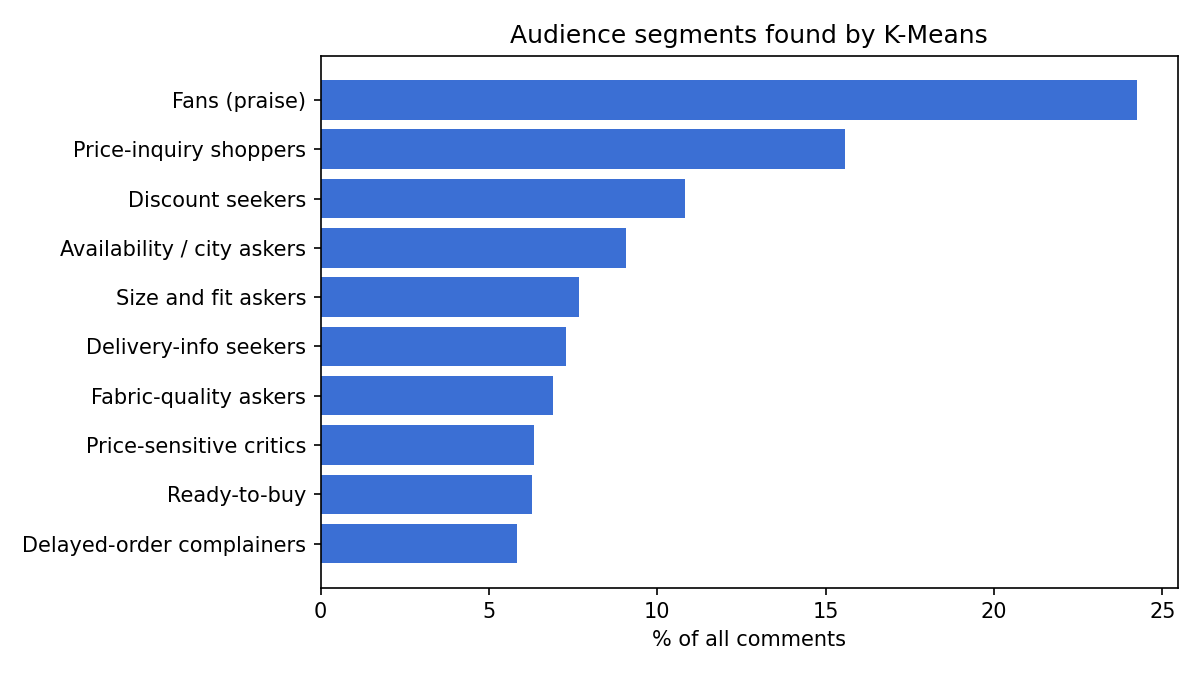 Audience segments found by K-Means
Fans (praise)
Price-inquiry shoppers
Discount seekers
Availability / city askers
Size and fit askers
Delivery-info seekers
Fabric-quality askers
Price-sensitive critics
Ready-to-buy
Delayed-order complainers
0 5 10 15 20 25
% of all comments